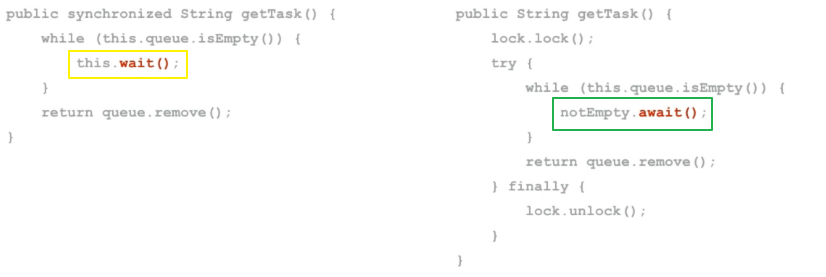 public synchronized String getTask() {
    while (this.queue.isEmpty()) {
        this.wait();
    }
    return queue.remove();
}
public String getTask() {
    lock.lock();
    try {
        while (this.queue.isEmpty()) {
            notEmpty.await();
        }
        return queue.remove();
    } finally {
        lock.unlock();
    }
}